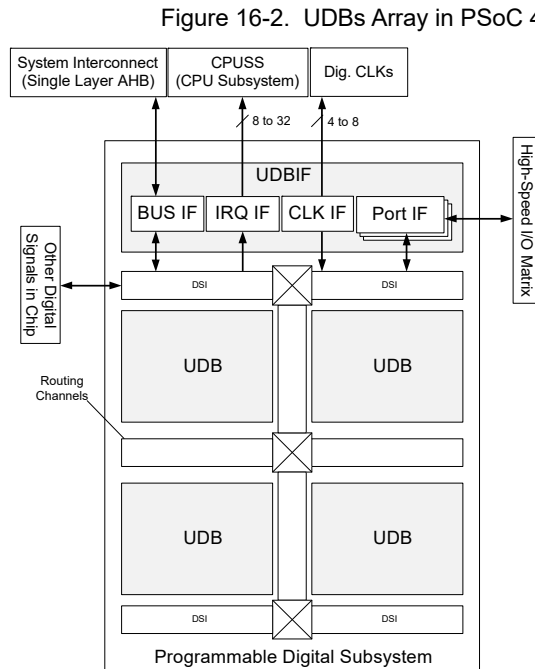 Figure 16-2. UDBs Array in PSoC 4
System Interconnect
(Single Layer AHB)
CPUSS
(CPU Subsystem)
Dig. CLKs
8 to 32
4 to 8
UDBIF
BUS IF
IRQ IF
CLK IF
Port IF
High-Speed I/O Matrix
Other Digital
Signals in Chip
DSI
DSI
UDB
UDB
Routing
Channels
UDB
UDB
DSI
DSI
Programmable Digital Subsystem